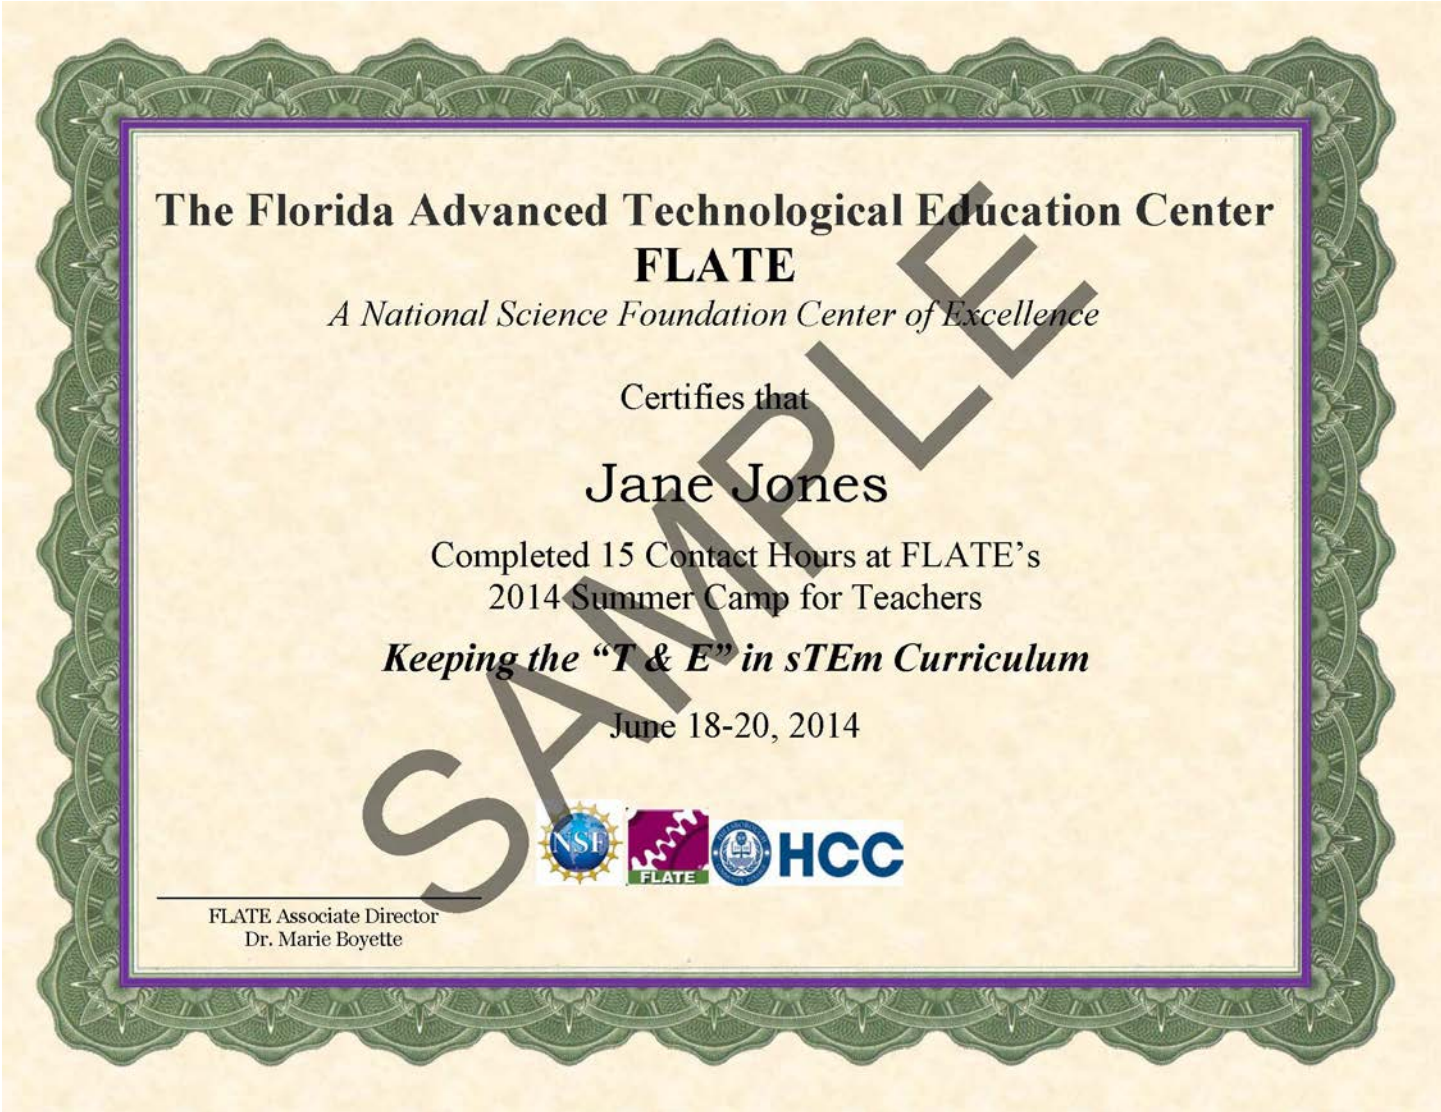 The Florida Advanced Technological Education Center
FLATE
A National Science Foundation Center of Excellence
Certifies that
Jane Jones
Completed 15 Contact Hours at FLATE’s
2014 Summer Camp for Teachers
Keeping the “T & E” in sTEm Curriculum
June 18-20, 2014
SAMPLE
NSF
FLATE
HCC
FLATE Associate Director
Dr. Marie Boyette